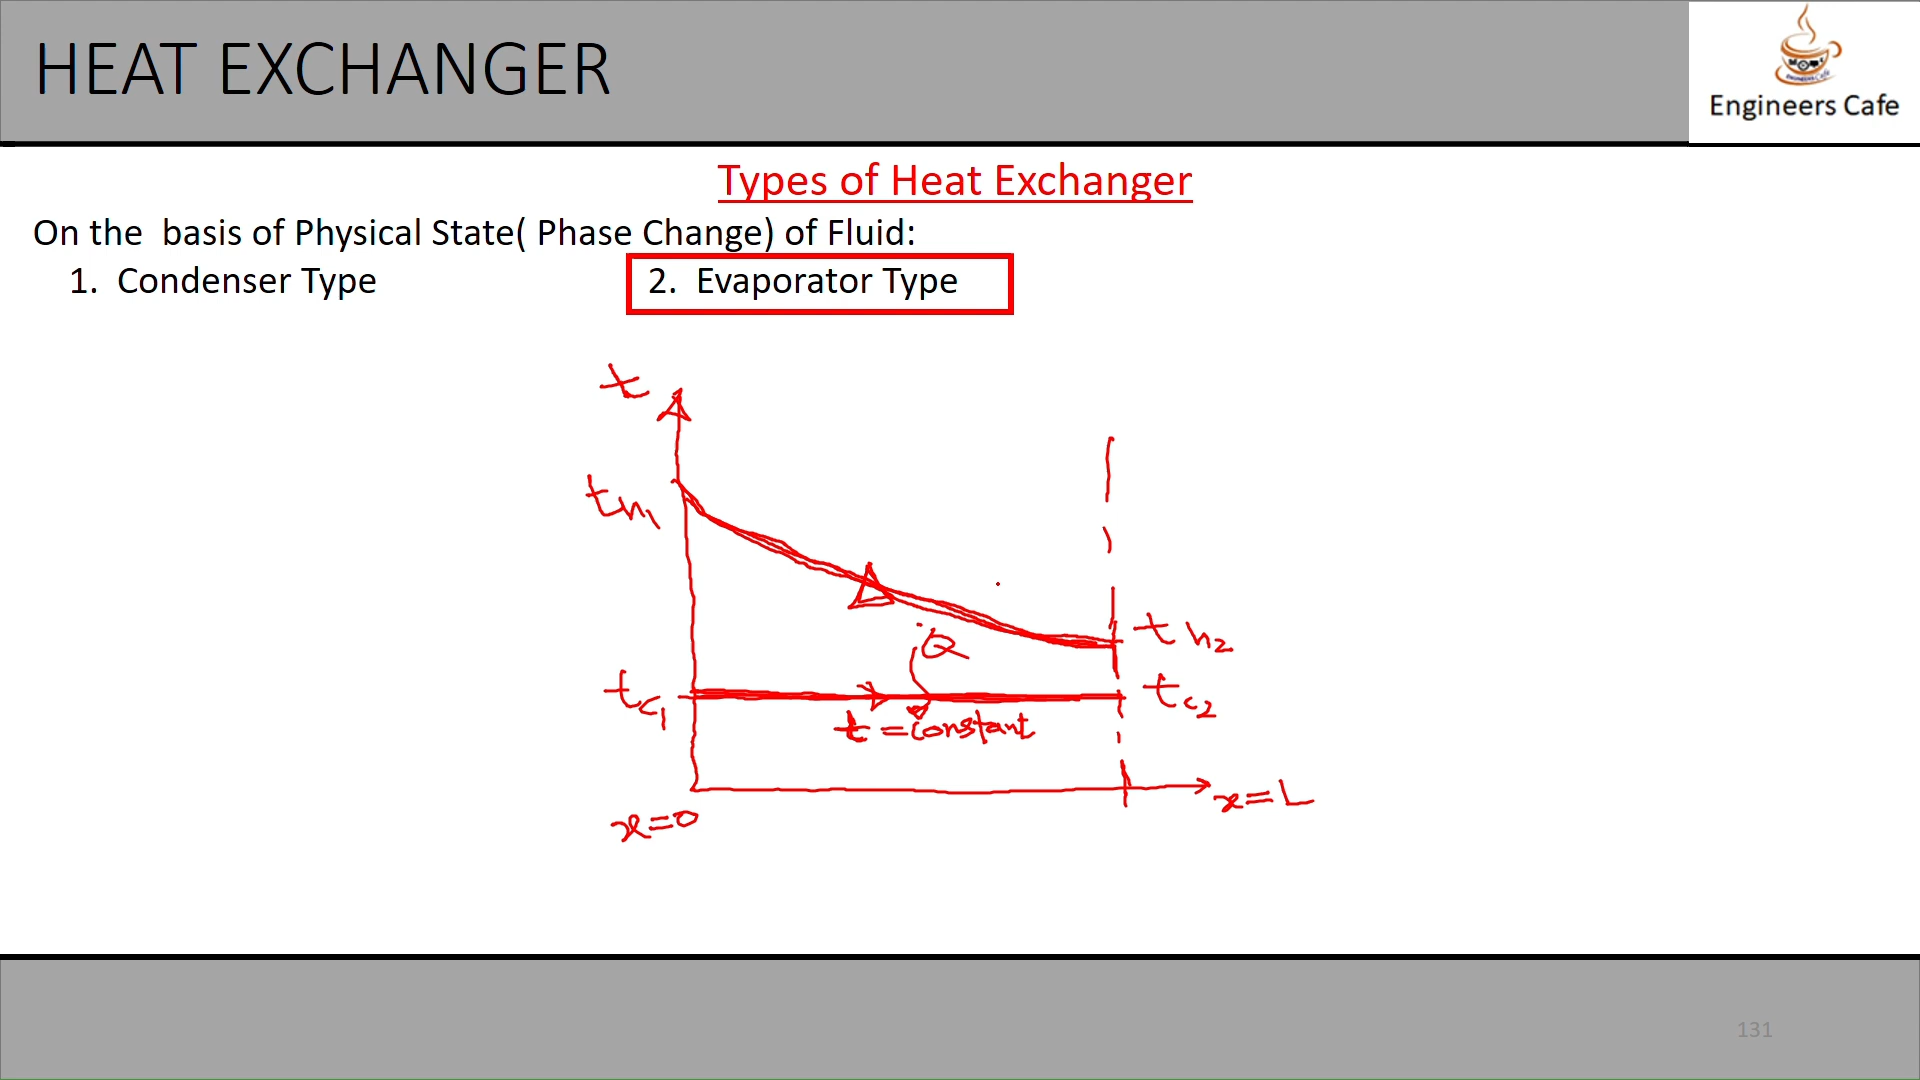 HEAT EXCHANGER
Engineers Cafe
Types of Heat Exchanger
On the  basis of Physical State( Phase Change) of Fluid:
1. Condenser Type
2. Evaporator Type
t
th1
th2
Q
tc1
tc2
t = constant
x=0
x=L
131